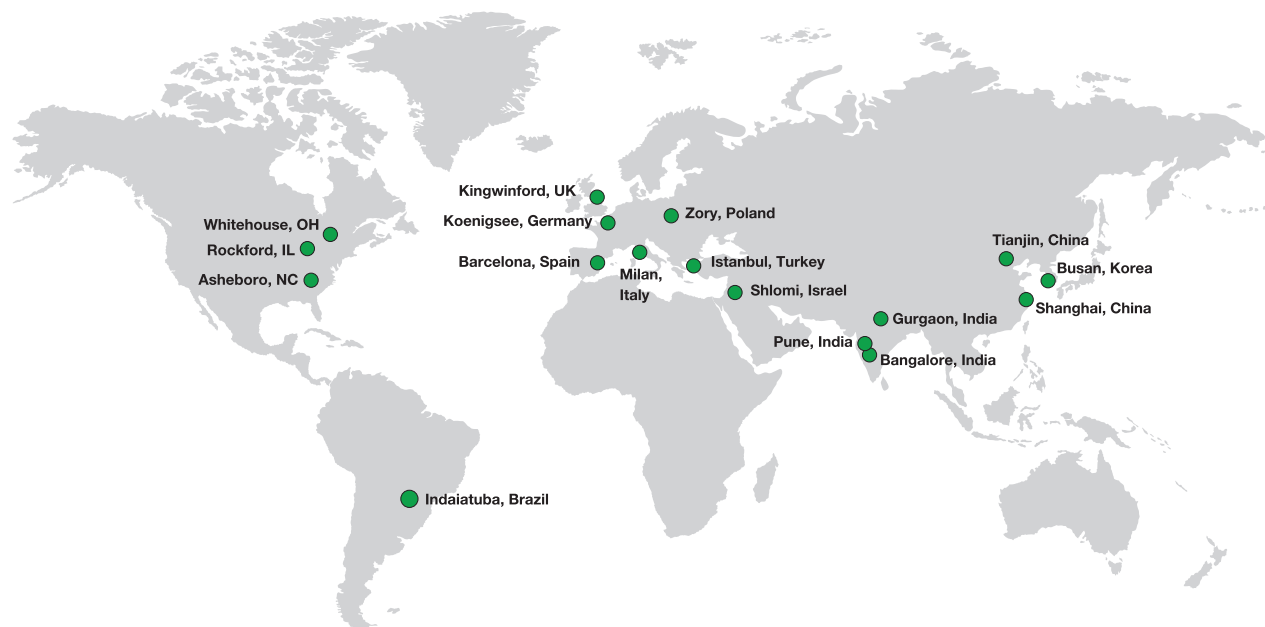 Kingwinford, UK
Koenigsee, Germany
Zory, Poland
Whitehouse, OH
Rockford, IL
Asheboro, NC
Barcelona, Spain
Milan,
Italy
Istanbul, Turkey
Shlomi, Israel
Tianjin, China
Busan, Korea
Shanghai, China
Gurgaon, India
Pune, India
Bangalore, India
Indaiatuba, Brazil